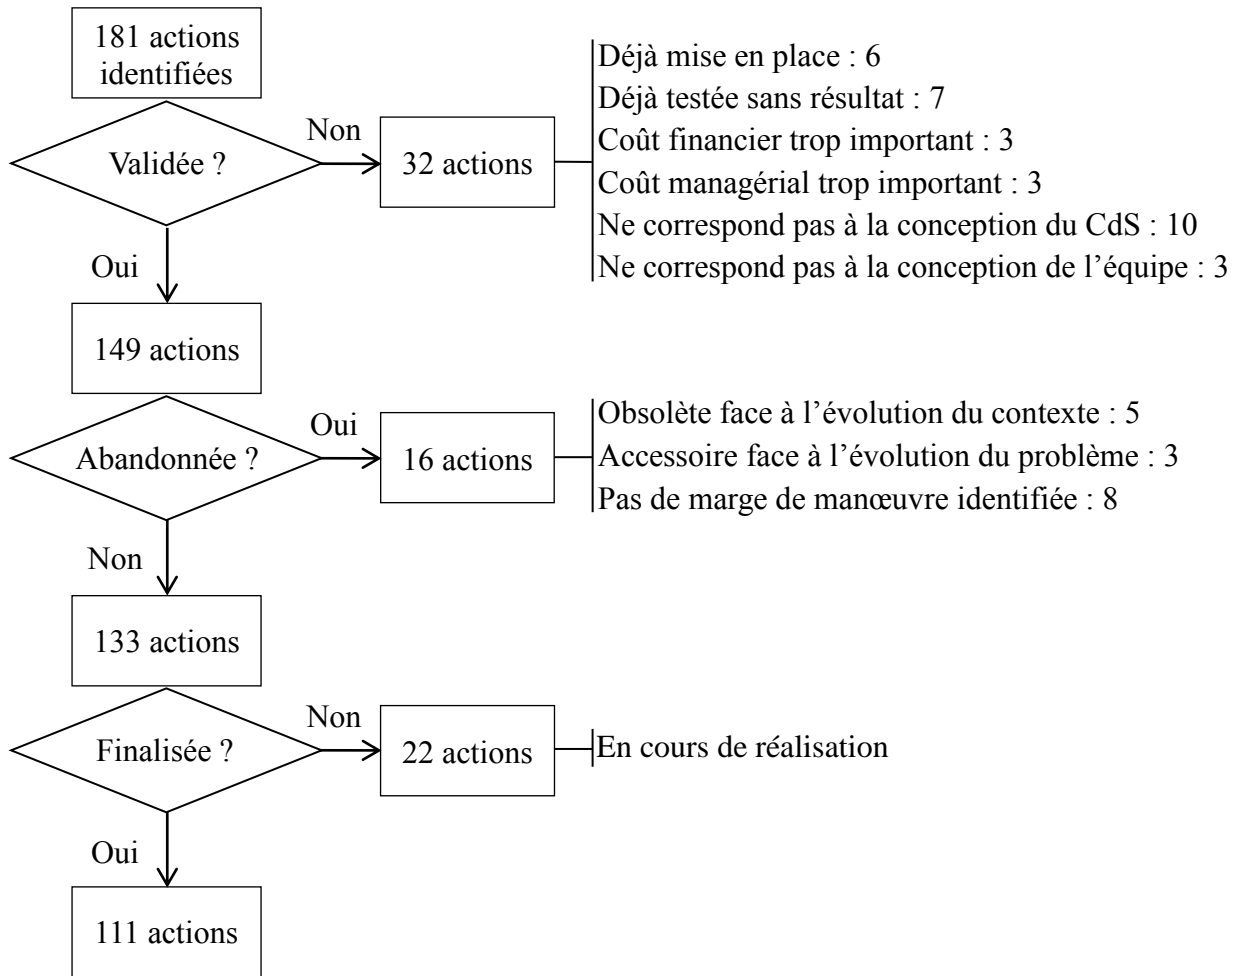 181 actions
identifiées
Validée ?
Non
32 actions
Déjà mise en place : 6
Déjà testée sans résultat : 7
Coût financier trop important : 3
Coût managérial trop important : 3
Ne correspond pas à la conception du CdS : 10
Ne correspond pas à la conception de l’équipe : 3
Oui
149 actions
Abandonnée ?
Oui
16 actions
Obsolète face à l’évolution du contexte : 5
Accessoire face à l’évolution du problème : 3
Pas de marge de manœuvre identifiée : 8
Non
133 actions
Finalisée ?
Non
22 actions
En cours de réalisation
Oui
111 actions